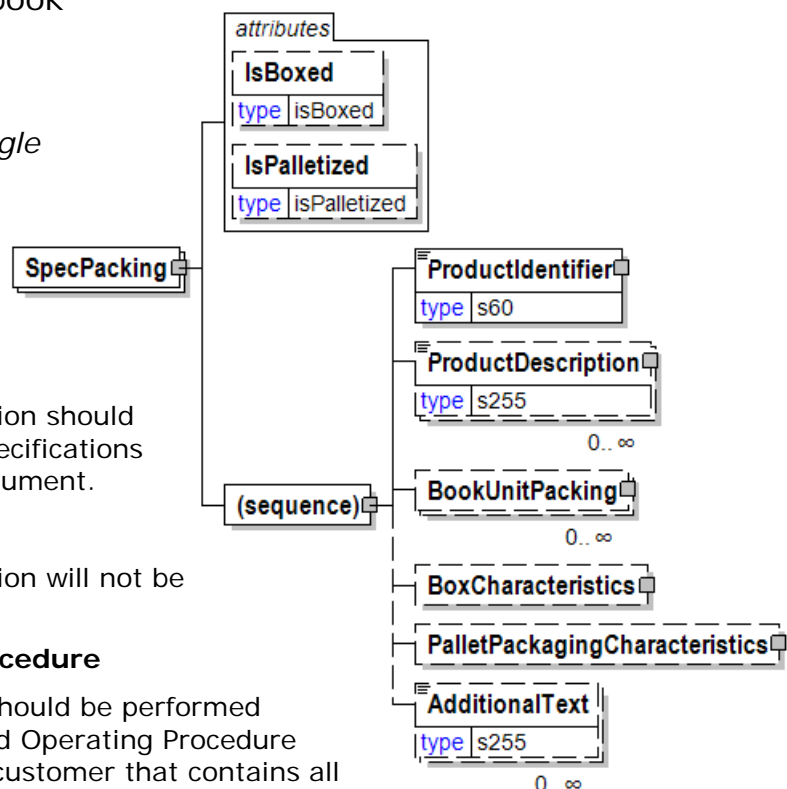 book
gle
ion should
ecifications
ument.
ion will not be
cedure
hould be performed
d Operating Procedure
customer that contains all
attributes
IsBoxed
type isBoxed
IsPalletized
type isPalletized
SpecPacking
(sequence)
ProductIdentifier
type s60
ProductDescription
type s255
0.. ∞
BookUnitPacking
0.. ∞
BoxCharacteristics
PalletPackagingCharacteristics
AdditionalText
type s255
0.. ∞